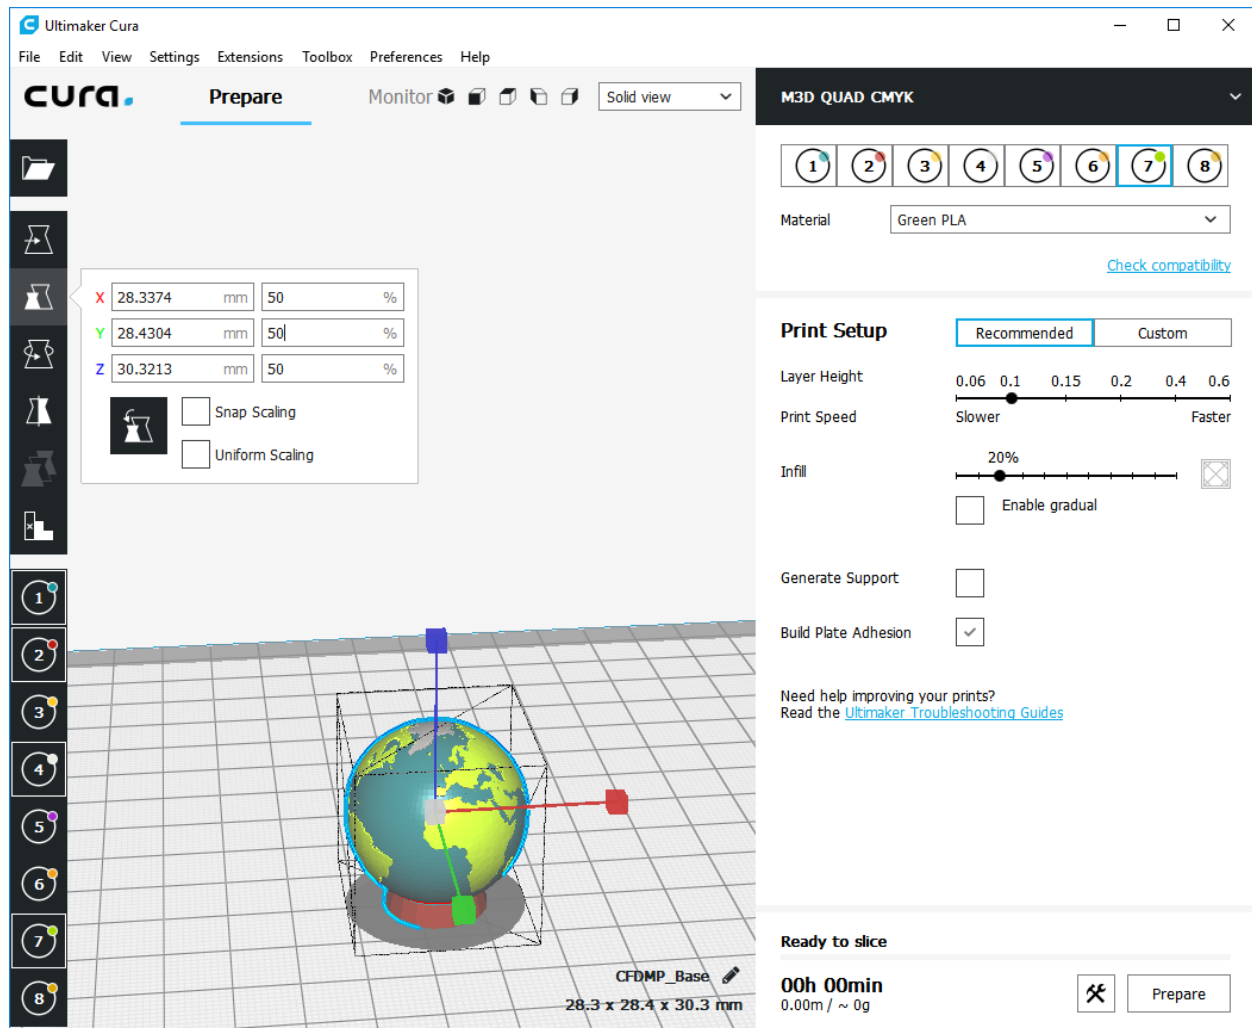 Ultimaker Cura
File Edit View Settings Extensions Toolbox Preferences Help
cura. Prepare Monitor Solid view
M3D QUAD CMYK
1 2 3 4 5 6 7 8
Material Green PLA
Check compatibility
X 28.3374 mm 50 %
Y 28.4304 mm 50 %
Z 30.3213 mm 50 %
Snap Scaling
Uniform Scaling
Print Setup Recommended Custom
Layer Height 0.06 0.1 0.15 0.2 0.4 0.6
Print Speed Slower Faster
Infill 20%
Enable gradual
Generate Support
Build Plate Adhesion
Need help improving your prints?
Read the Ultimaker Troubleshooting Guides
1
2
3
4
5
6
7
8
CFDMP_Base
28.3 x 28.4 x 30.3 mm
Ready to slice
00h 00min
0.00m / ~ 0g
Prepare